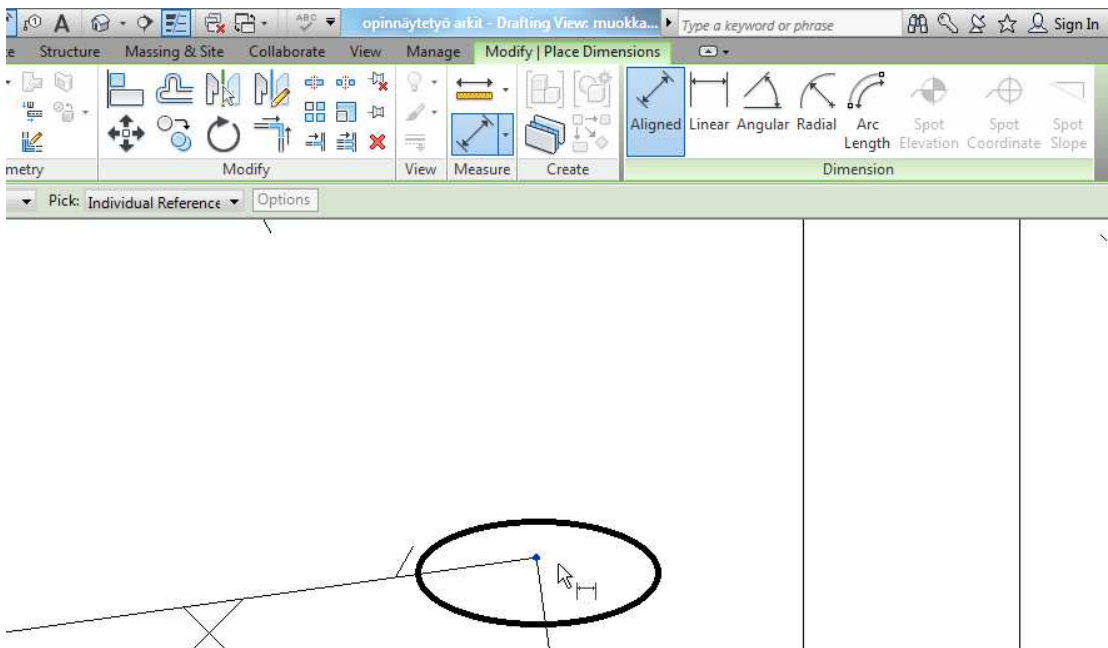 A ABC opinnäytetyö arkit - Drafting View: muokka... Type a keyword or phrase Sign In
Structure Massing & Site Collaborate View Manage Modify | Place Dimensions
Aligned Linear Angular Radial Arc Length Spot Elevation Spot Coordinate Spot Slope
metry Modify View Measure Create Dimension
Pick: Individual Reference Options